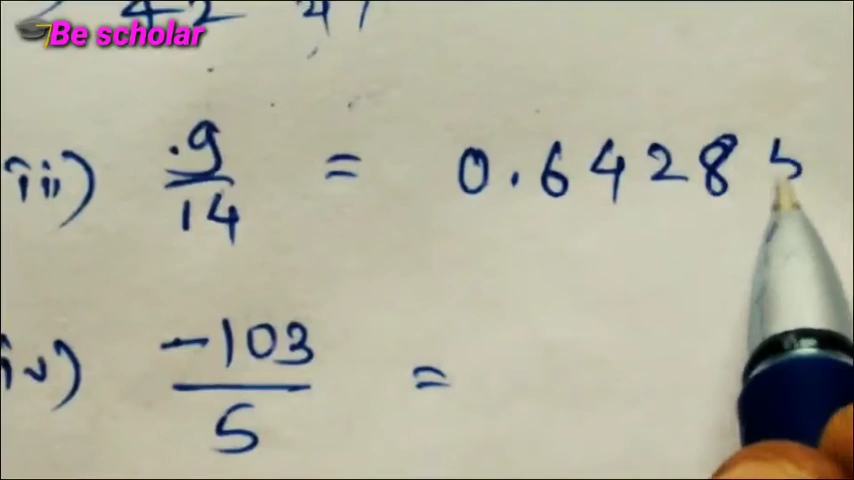 Be scholar
iii) .9/14 = 0.64285
iv) -103/5 =